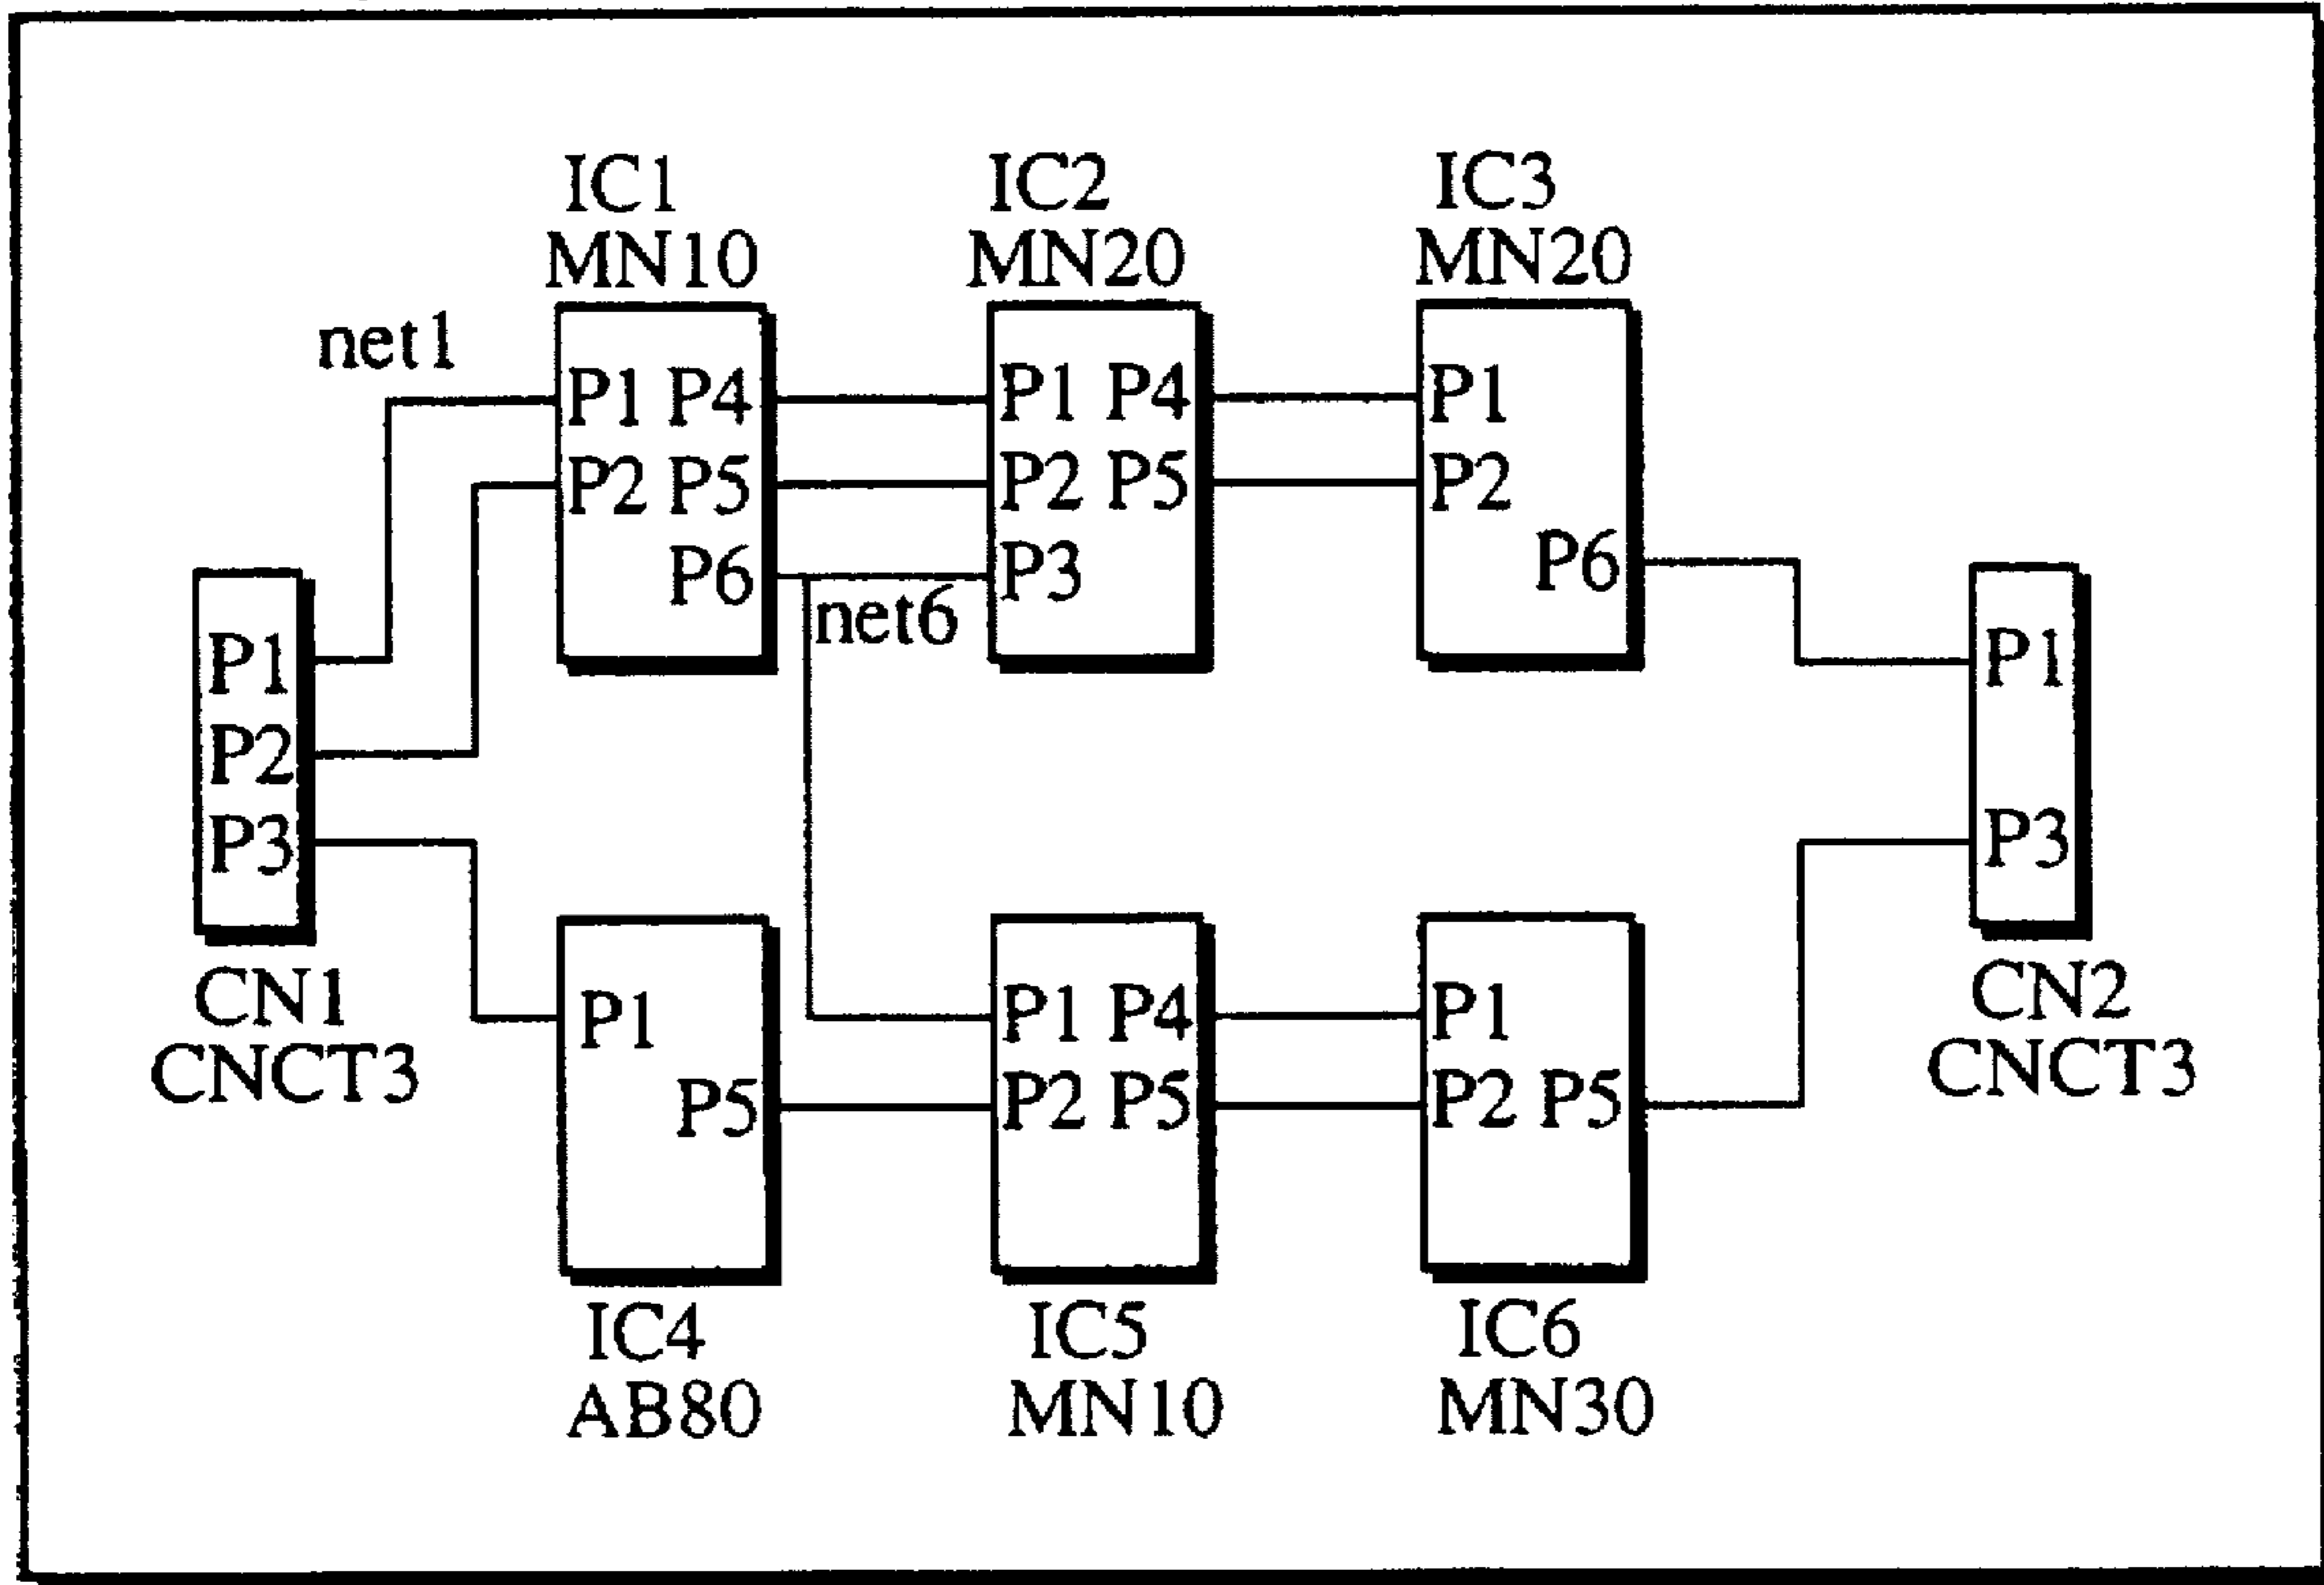 IC1
MN10
IC2
MN20
IC3
MN20
net1
P1 P4
P2 P5
P6
P1 P4
P2 P5
P3
P1
P2
P6
net6
P1
P2
P3
CN1
CNCT3
P1
P3
CN2
CNCT3
P1
P5
P1 P4
P2 P5
P1
P2 P5
IC4
AB80
IC5
MN10
IC6
MN30